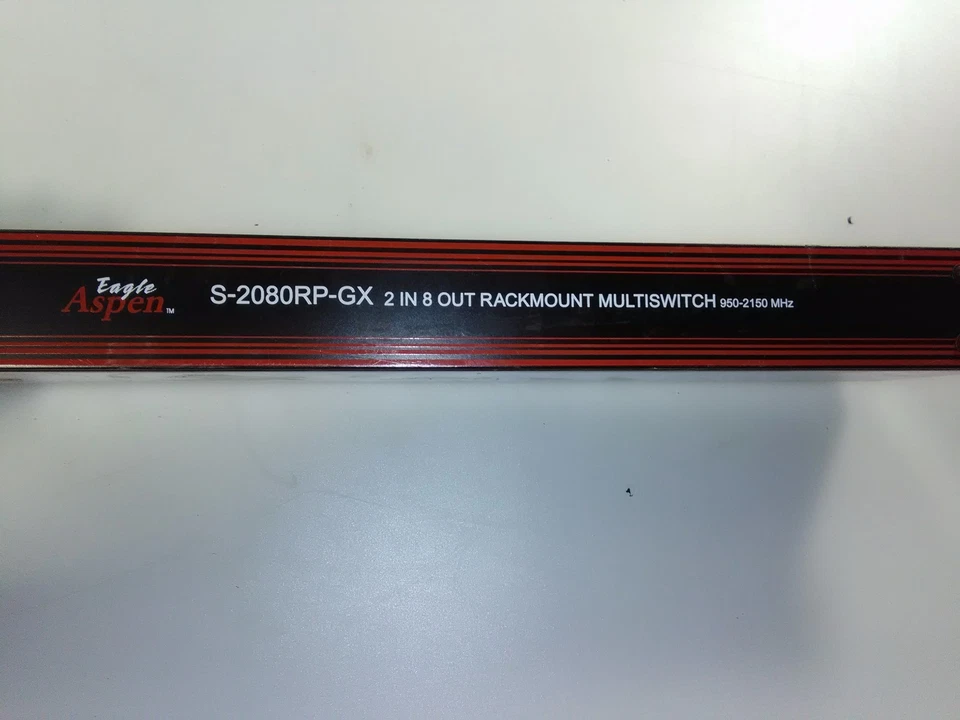 Eagle
Aspen™
S-2080RP-GX 2 IN 8 OUT RACKMOUNT MULTISWITCH 950-2150 MHz